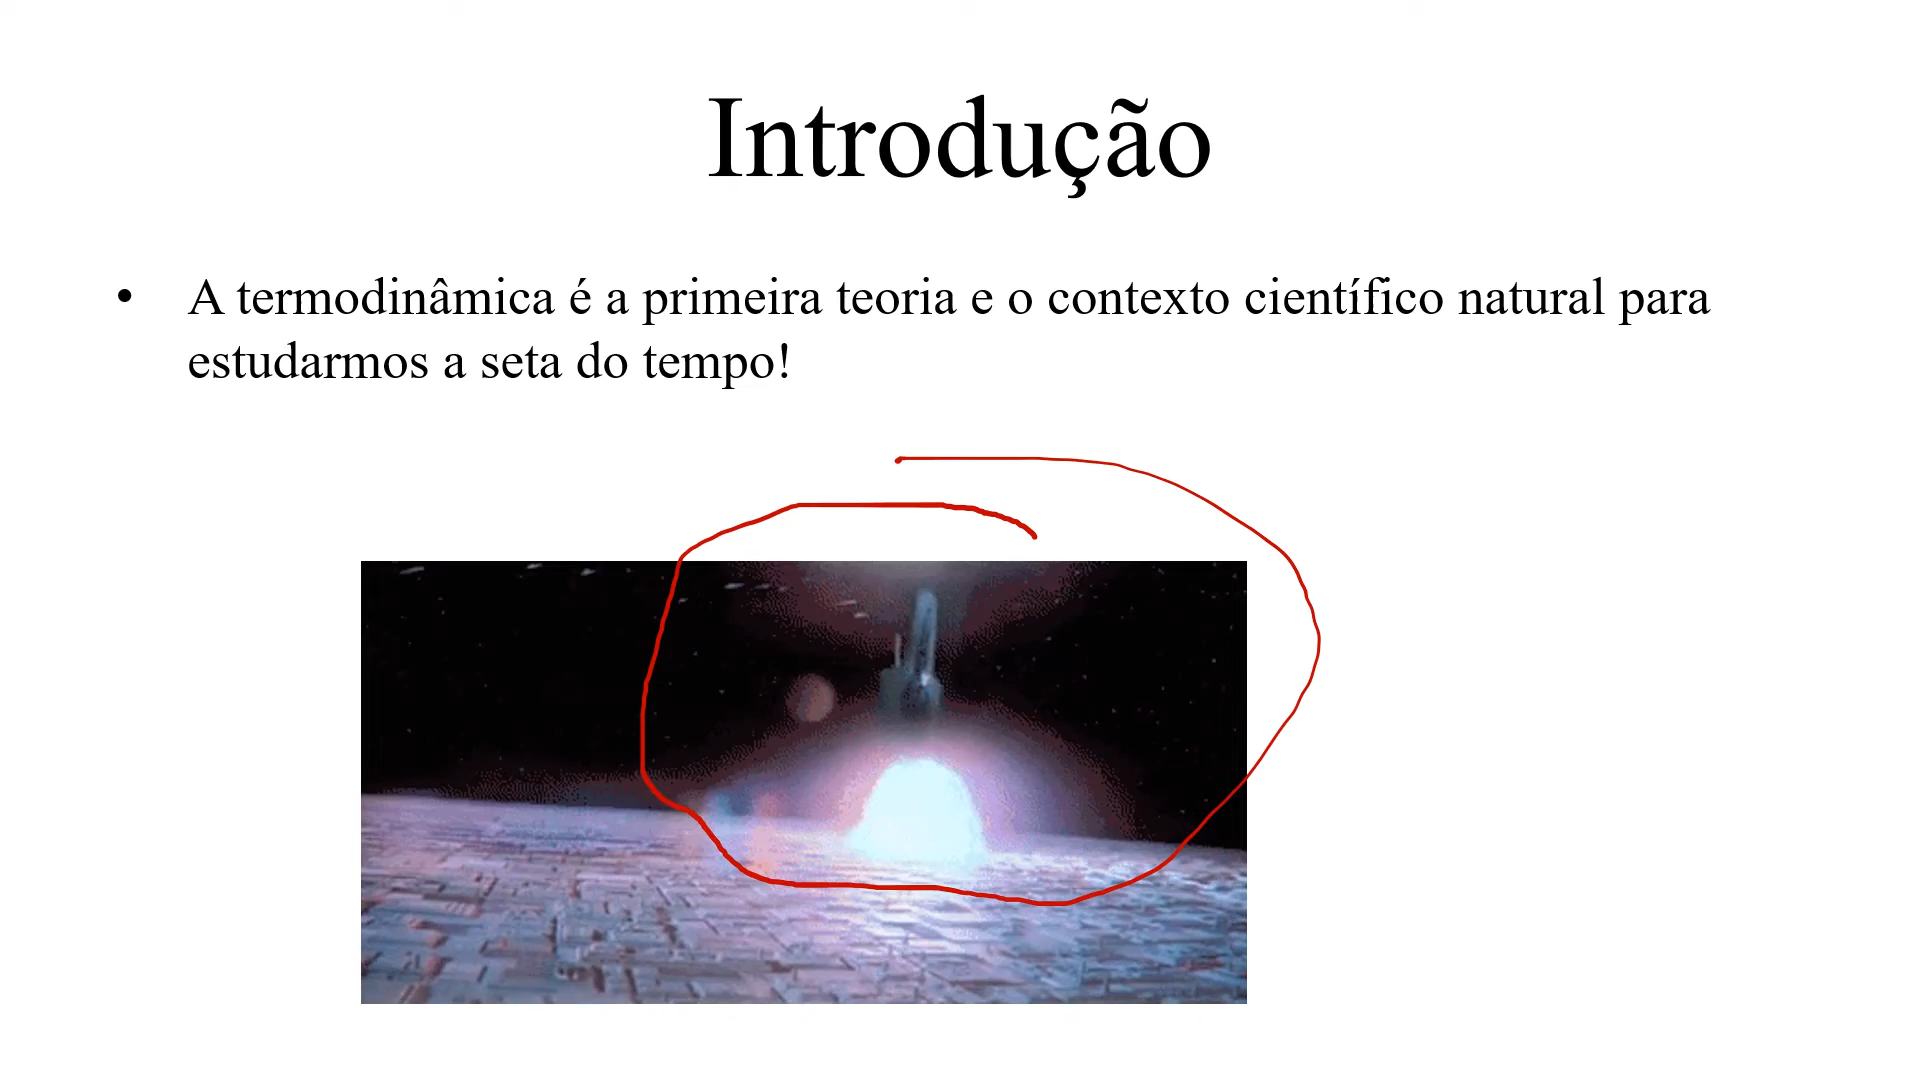 Introdução
• A termodinâmica é a primeira teoria e o contexto científico natural para
estudarmos a seta do tempo!